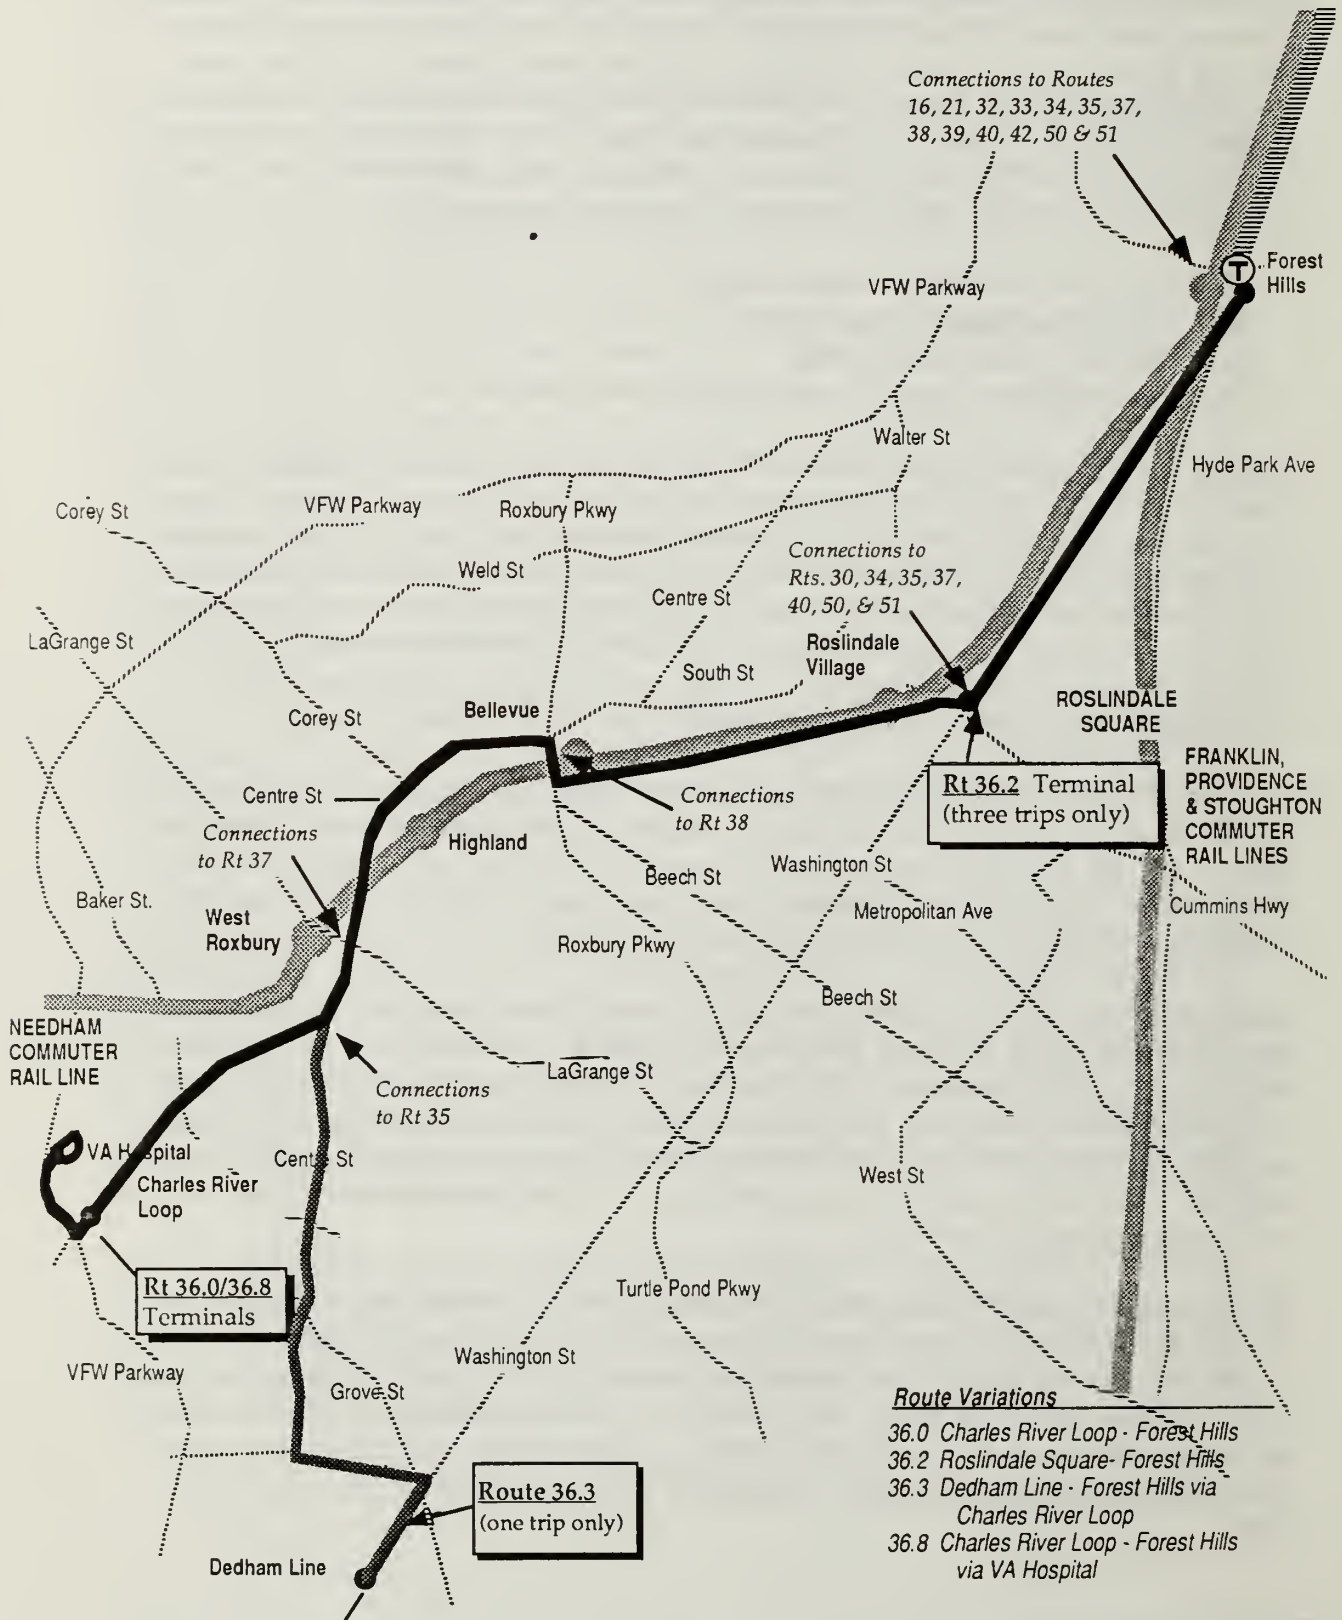 Connections to Routes
16, 21, 32, 33, 34, 35, 37,
38, 39, 40, 42, 50 & 51
T
Forest
Hills
VFW Parkway
Walter St
Hyde Park Ave
Corey St
VFW Parkway
Roxbury Pkwy
Connections to
Rts. 30, 34, 35, 37,
40, 50, & 51
Weld St
Centre St
LaGrange St
Roslindale
Village
South St
ROSLINDALE
SQUARE
Corey St
Bellevue
FRANKLIN,
PROVIDENCE
& STOUGHTON
COMMUTER
RAIL LINES
Rt 36.2 Terminal
(three trips only)
Centre St
Connections
to Rt 38
Connections
to Rt 37
Highland
Washington St
Beech St
Baker St.
West
Roxbury
Metropolitan Ave
Cummins Hwy
Roxbury Pkwy
Beech St
NEEDHAM
COMMUTER
RAIL LINE
LaGrange St
Connections
to Rt 35
VA Hospital
Centre St
Charles River
Loop
West St
Rt 36.0/36.8
Terminals
Turtle Pond Pkwy
VFW Parkway
Washington St
Grove St
Route 36.3
(one trip only)
Dedham Line
Route Variations
36.0 Charles River Loop - Forest Hills
36.2 Roslindale Square- Forest Hills
36.3 Dedham Line - Forest Hills via
Charles River Loop
36.8 Charles River Loop - Forest Hills
via VA Hospital